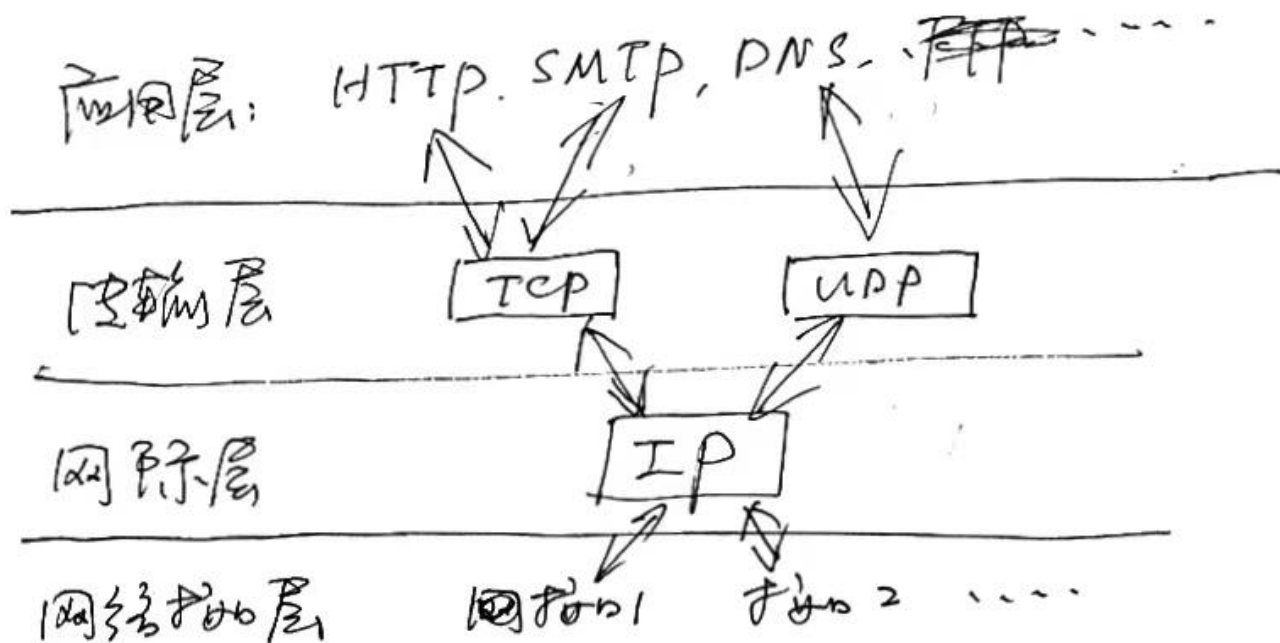 应用层: HTTP. SMTP, DNS, ....
传输层 TCP UDP
网际层 IP
网络接口层 接口1 接口2 ....